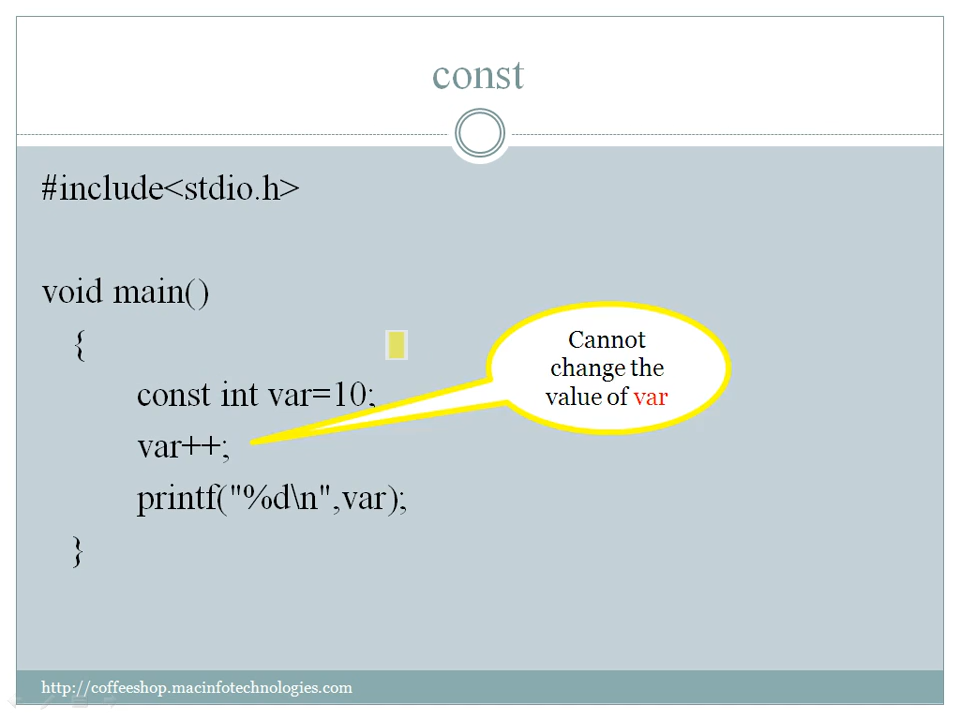 const
#include<stdio.h>
void main()
{
const int var=10;
var++;
printf("%d\n",var);
}
Cannot
change the
value of var
http://coffeeshop.macinfotechnologies.com